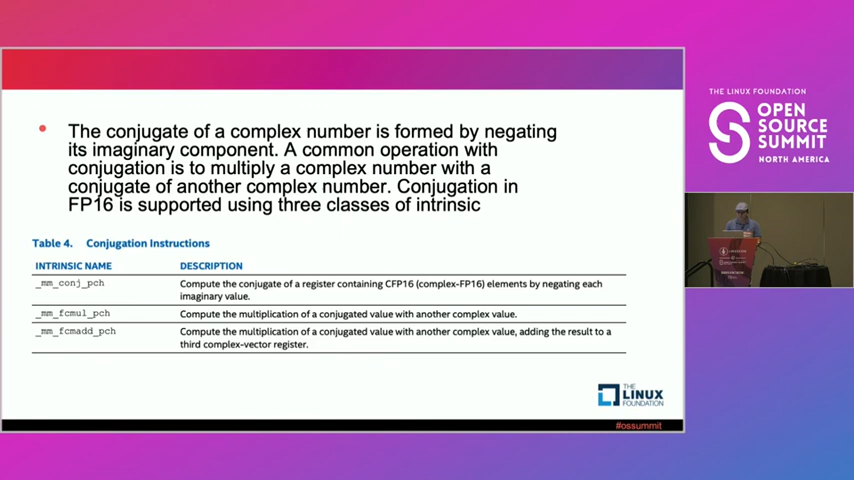 The conjugate of a complex number is formed by negating
its imaginary component. A common operation with
conjugation is to multiply a complex number with a
conjugate of another complex number. Conjugation in
FP16 is supported using three classes of intrinsic
Table 4. Conjugation Instructions
INTRINSIC NAME DESCRIPTION
_mm_conj_pch Compute the conjugate of a register containing CFP16 (complex-FP16) elements by negating each
imaginary value.
_mm_fcmul_pch Compute the multiplication of a conjugated value with another complex value.
_mm_fcmadd_pch Compute the multiplication of a conjugated value with another complex value, adding the result to a
third complex-vector register.
THE
LINUX
FOUNDATION
#ossummit
THE LINUX FOUNDATION
OPEN
SOURCE
SUMMIT
NORTH AMERICA